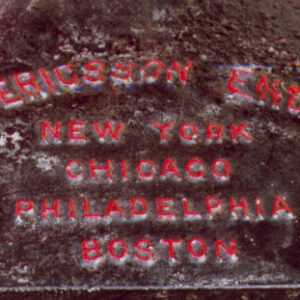 ERICSSON
NEW YORK
CHICAGO
PHILADELPHIA
BOSTON